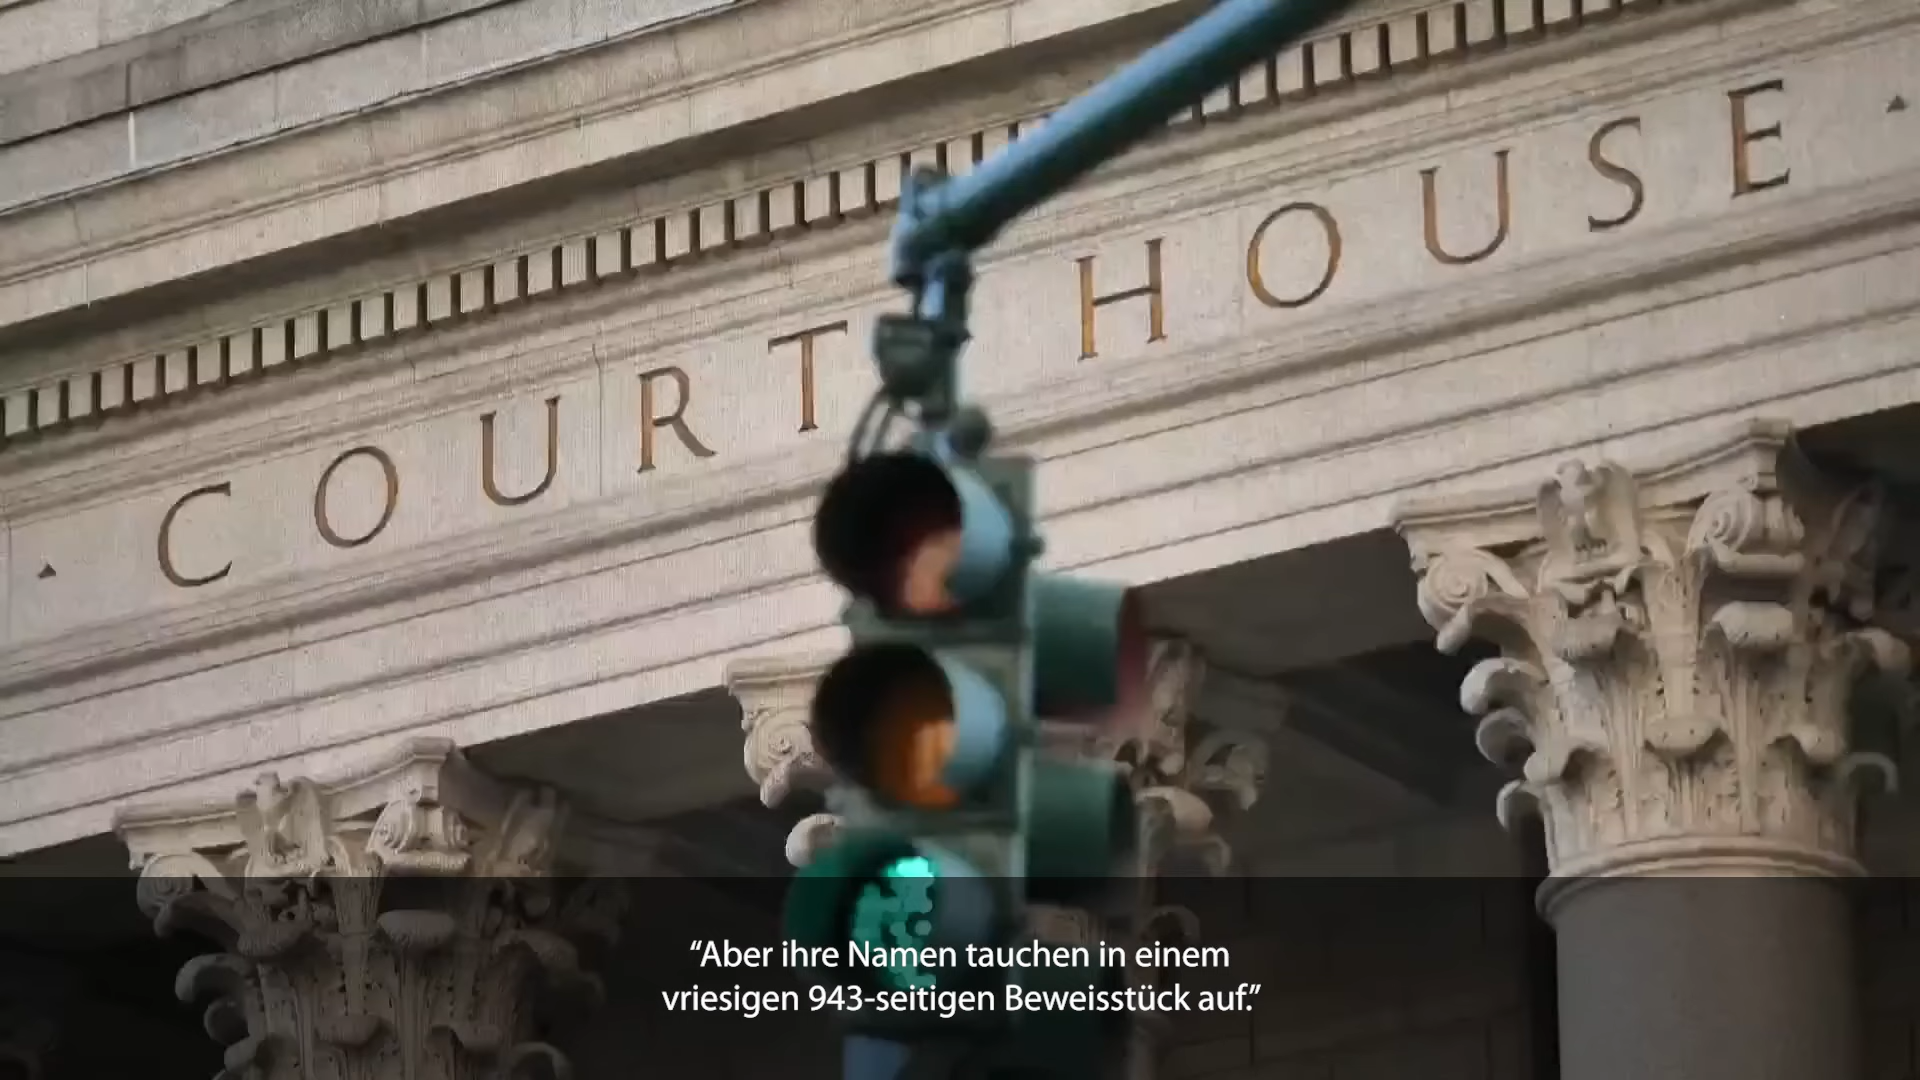 COURT HOUSE
“Aber ihre Namen tauchen in einem
vriesigen 943-seitigen Beweisstück auf.”